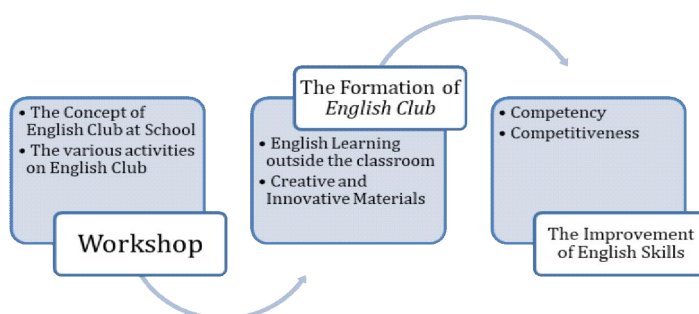 • The Concept of
English Club at School
• The various activities
on English Club
Workshop
The Formation of
English Club
• English Learning
outside the classroom
• Creative and
Innovative Materials
• Competency
• Competitiveness
The Improvement
of English Skills